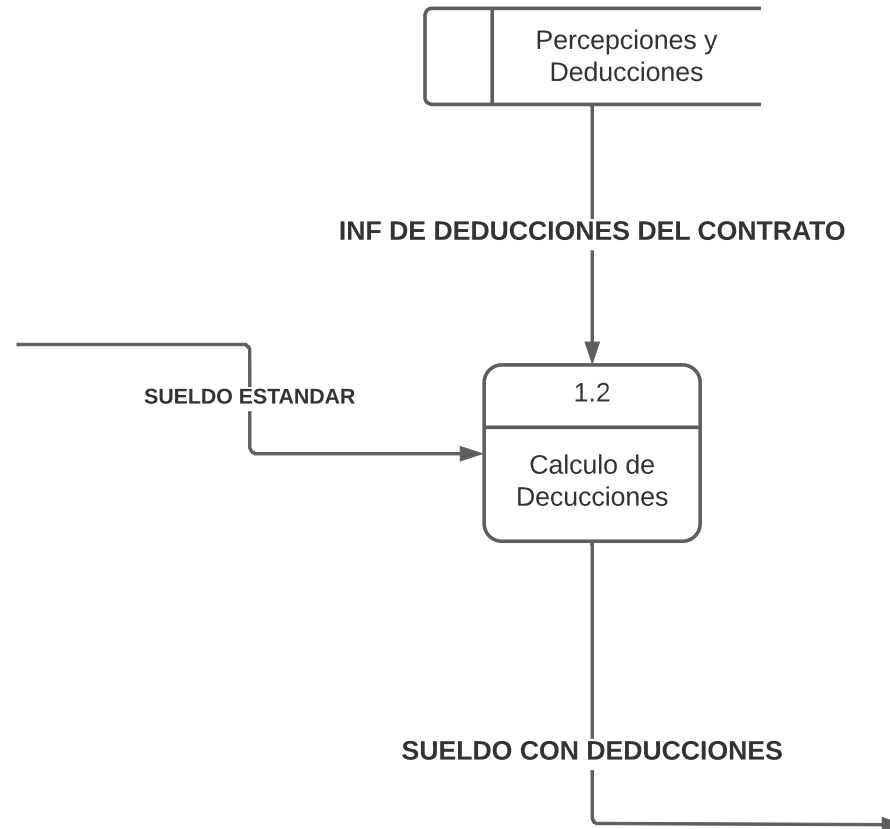 Percepciones y
Deducciones
INF DE DEDUCCIONES DEL CONTRATO
SUELDO ESTANDAR
1.2
Calculo de
Decucciones
SUELDO CON DEDUCCIONES